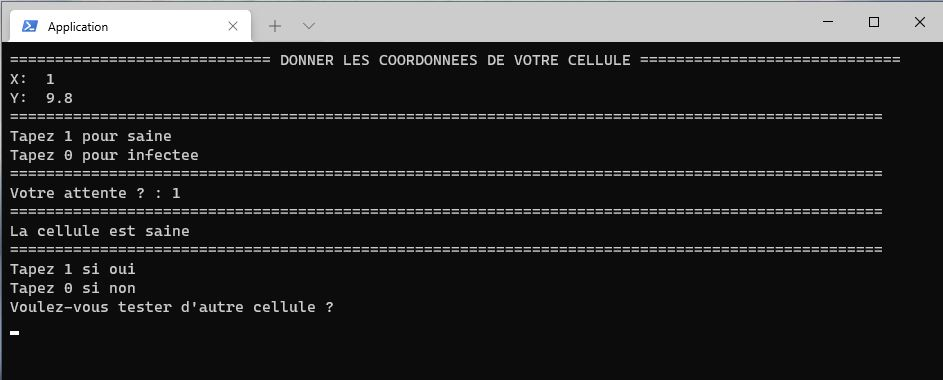 Application
============================= DONNER LES COORDONNEES DE VOTRE CELLULE =============================
X:  1
Y:  9.8
=================================================================================================
Tapez 1 pour saine
Tapez 0 pour infectee
=================================================================================================
Votre attente ? : 1
=================================================================================================
La cellule est saine
=================================================================================================
Tapez 1 si oui
Tapez 0 si non
Voulez-vous tester d'autre cellule ?